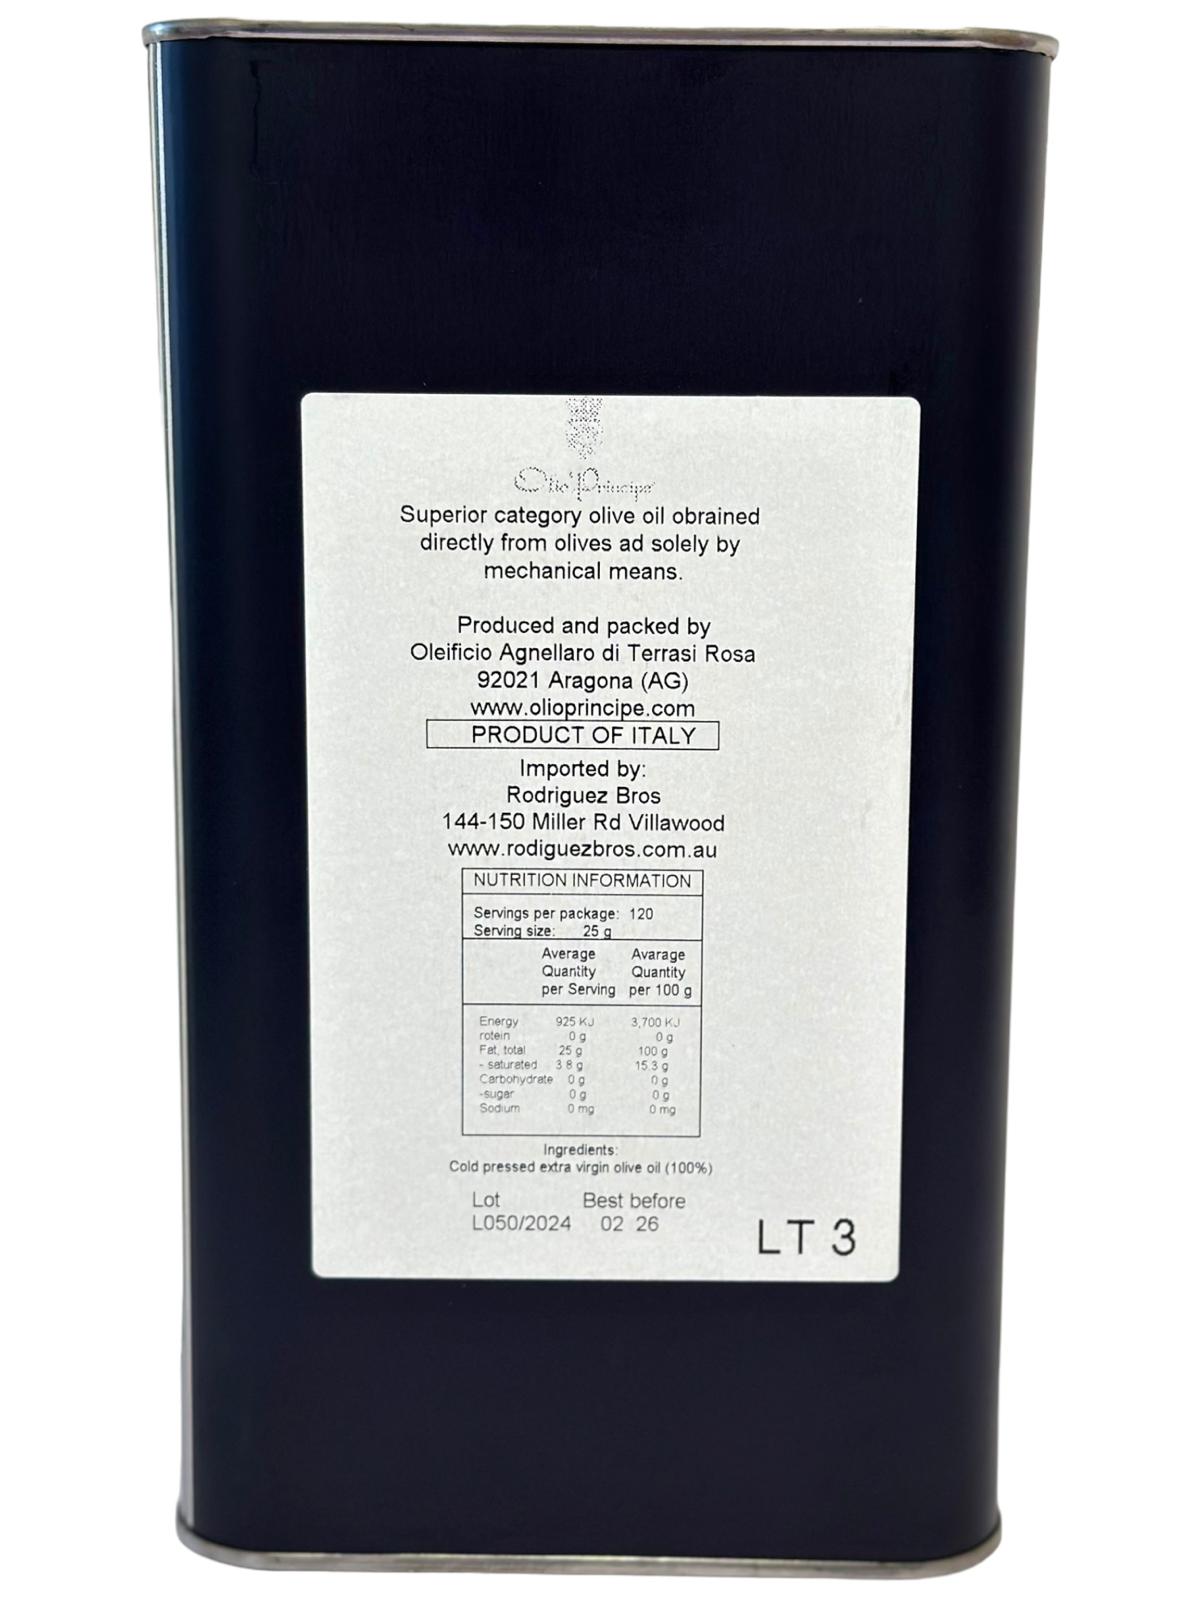 Olio Principe
Superior category olive oil obrained
directly from olives ad solely by
mechanical means.
Produced and packed by
Oleificio Agnellaro di Terrasi Rosa
92021 Aragona (AG)
www.olioprincipe.com
PRODUCT OF ITALY
Imported by:
Rodriguez Bros
144-150 Miller Rd Villawood
www.rodiguezbros.com.au
NUTRITION INFORMATION
Servings per package: 120
Serving size: 25 g
Average Avarage
Quantity Quantity
per Serving per 100 g
Energy 925 KJ 3,700 KJ
rotein 0 g 0 g
Fat, total 25 g 100 g
- saturated 3 8 g 15.3 g
Carbohydrate 0 g 0 g
-sugar 0 g 0 g
Sodium 0 mg 0 mg
Ingredients:
Cold pressed extra virgin olive oil (100%)
Lot Best before
L050/2024 02 26
LT 3